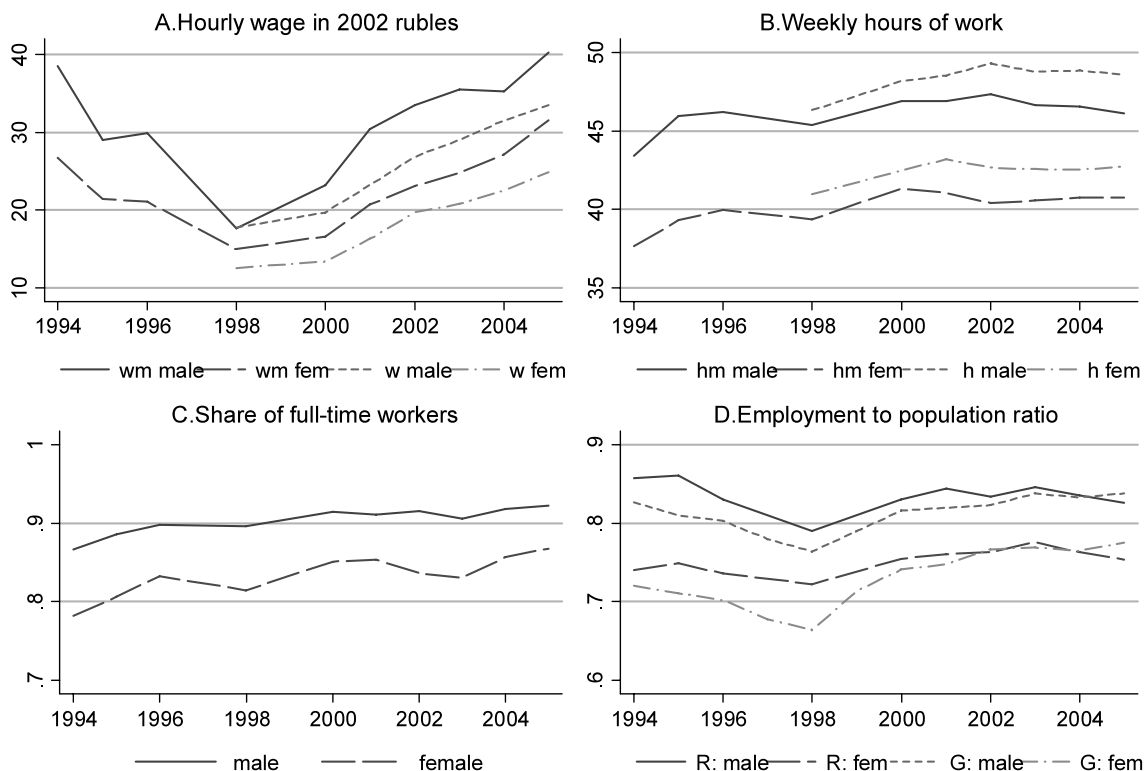 A.Hourly wage in 2002 rubles
40
30
20
10
1994 1996 1998 2000 2002 2004
wm male wm fem w male w fem
B.Weekly hours of work
50
45
40
35
1994 1996 1998 2000 2002 2004
hm male hm fem h male h fem
C.Share of full-time workers
1
.9
.8
.7
1994 1996 1998 2000 2002 2004
male female
D.Employment to population ratio
.9
.8
.7
.6
1994 1996 1998 2000 2002 2004
R: male R: fem G: male G: fem